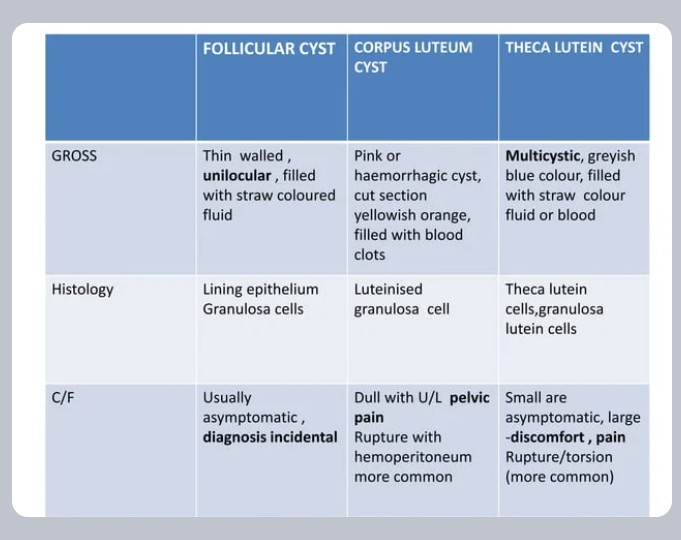 FOLLICULAR CYST
CORPUS LUTEUM
CYST
THECA LUTEIN CYST
GROSS
Thin walled ,
unilocular , filled
with straw coloured
fluid
Pink or
haemorrhagic cyst,
cut section
yellowish orange,
filled with blood
clots
Multicystic, greyish
blue colour, filled
with straw colour
fluid or blood
Histology
Lining epithelium
Granulosa cells
Luteinised
granulosa cell
Theca lutein
cells,granulosa
lutein cells
C/F
Usually
asymptomatic ,
diagnosis incidental
Dull with U/L pelvic
pain
Rupture with
hemoperitoneum
more common
Small are
asymptomatic, large
-discomfort , pain
Rupture/torsion
(more common)